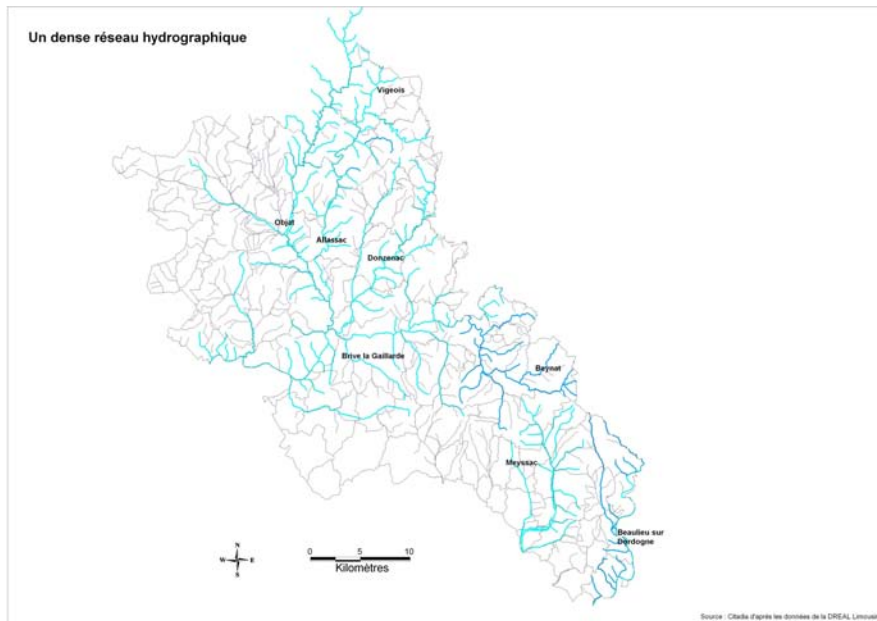 Un dense réseau hydrographique
Vigeois
Objat
Allassac
Donzenac
Brive la Gaillarde
Beynat
Meyssac
Beaulieu sur
Dordogne
N
W E
S
0 5 10
Kilomètres
Source : Citadia d'après les données de la DREAL Limousin